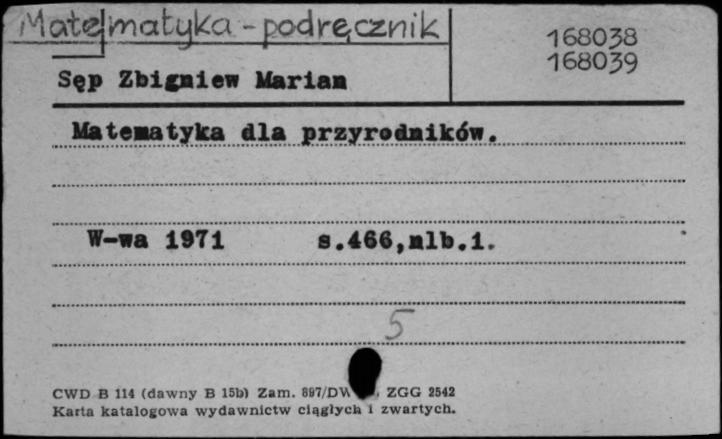 Matematyka - podręcznik
168038
168039
Sęp Zbigniew Marian
Matematyka dla przyrodników.
W-wa 1971 s.466,nlb.1.
5
CWD B 114 (dawny B 15b) Zam. 897/DW ZGG 2542
Karta katalogowa wydawnictw ciągłych i zwartych.